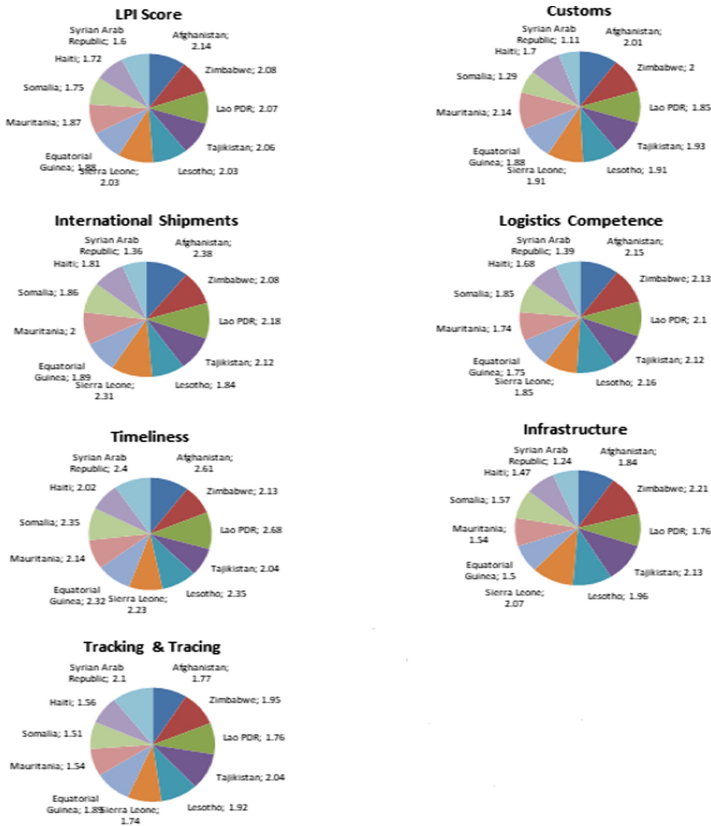 LPI Score
Syrian Arab
Republic; 1.6
Afghanistan;
2.14
Haiti; 1.72
Zimbabwe; 2.08
Somalia; 1.75
Lao PDR; 2.07
Mauritania; 1.87
Tajikistan; 2.06
Equatorial
Guinea; 1.88
Sierra Leone;
2.03
Lesotho; 2.03
Customs
Syrian Arab
Republic; 1.11
Afghanistan;
2.01
Haiti; 1.7
Zimbabwe; 2
Somalia; 1.29
Lao PDR; 1.85
Mauritania; 2.14
Tajikistan; 1.93
Equatorial
Guinea; 1.88
Sierra Leone;
1.91
Lesotho; 1.91
International Shipments
Syrian Arab
Republic; 1.36
Afghanistan;
2.38
Haiti; 1.81
Zimbabwe; 2.08
Somalia; 1.86
Lao PDR; 2.18
Mauritania; 2
Tajikistan; 2.12
Equatorial
Guinea; 1.89
Sierra Leone;
2.31
Lesotho; 1.84
Logistics Competence
Syrian Arab
Republic; 1.39
Afghanistan;
2.15
Haiti; 1.68
Zimbabwe; 2.13
Somalia; 1.85
Lao PDR; 2.1
Mauritania; 1.74
Tajikistan; 2.12
Equatorial
Guinea; 1.75
Sierra Leone;
1.85
Lesotho; 2.16
Timeliness
Syrian Arab
Republic; 2.4
Afghanistan;
2.61
Haiti; 2.02
Zimbabwe; 2.13
Somalia; 2.35
Lao PDR; 2.68
Mauritania; 2.14
Tajikistan; 2.04
Equatorial
Guinea; 2.32
Sierra Leone;
2.23
Lesotho; 2.35
Infrastructure
Syrian Arab
Republic; 1.24
Afghanistan;
1.84
Haiti; 1.47
Zimbabwe; 2.21
Somalia; 1.57
Lao PDR; 1.76
Mauritania;
1.54
Tajikistan; 2.13
Equatorial
Guinea; 1.5
Sierra Leone;
2.07
Lesotho; 1.96
Tracking & Tracing
Syrian Arab
Republic; 2.1
Afghanistan;
1.77
Haiti; 1.56
Zimbabwe; 1.95
Somalia; 1.51
Lao PDR; 1.76
Mauritania; 1.54
Tajikistan; 2.04
Equatorial
Guinea; 1.89
Sierra Leone;
1.74
Lesotho; 1.92